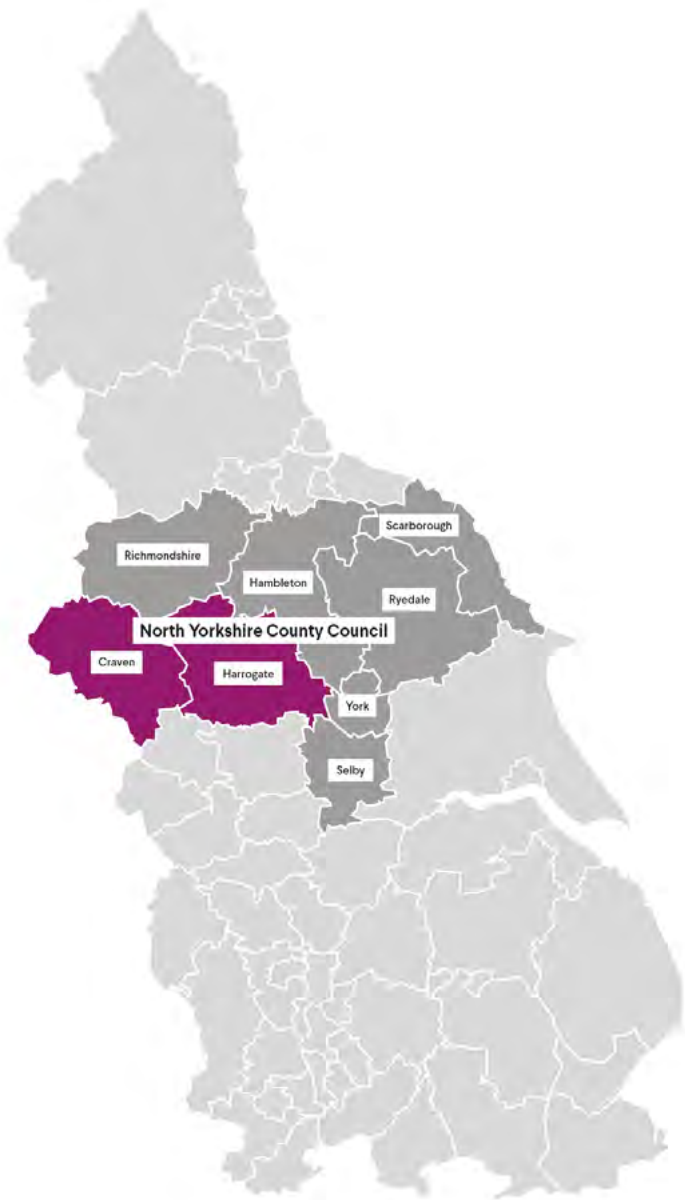 Scarborough
Richmondshire
Hambleton
Ryedale
North Yorkshire County Council
Craven
Harrogate
York
Selby